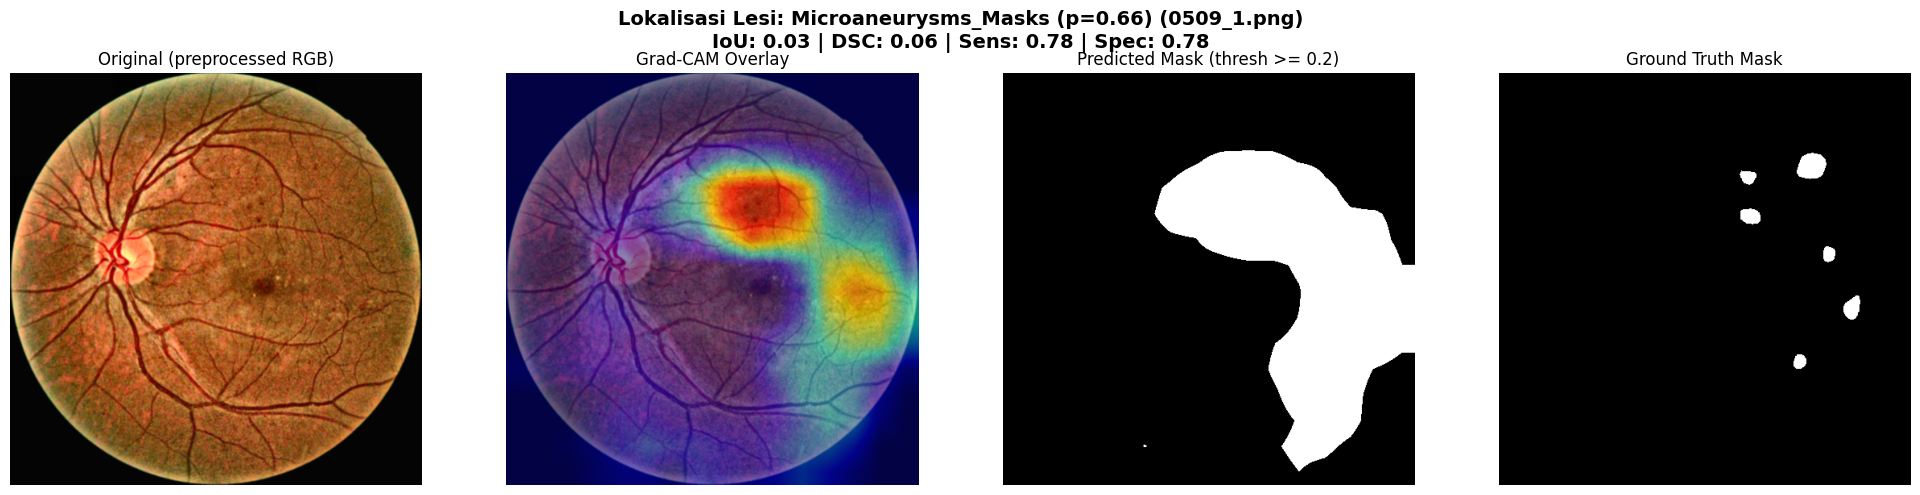 Lokalisasi Lesi: Microaneurysms_Masks (p=0.66) (0509_1.png)
IoU: 0.03 | DSC: 0.06 | Sens: 0.78 | Spec: 0.78
Original (preprocessed RGB)
Grad-CAM Overlay
Predicted Mask (thresh >= 0.2)
Ground Truth Mask